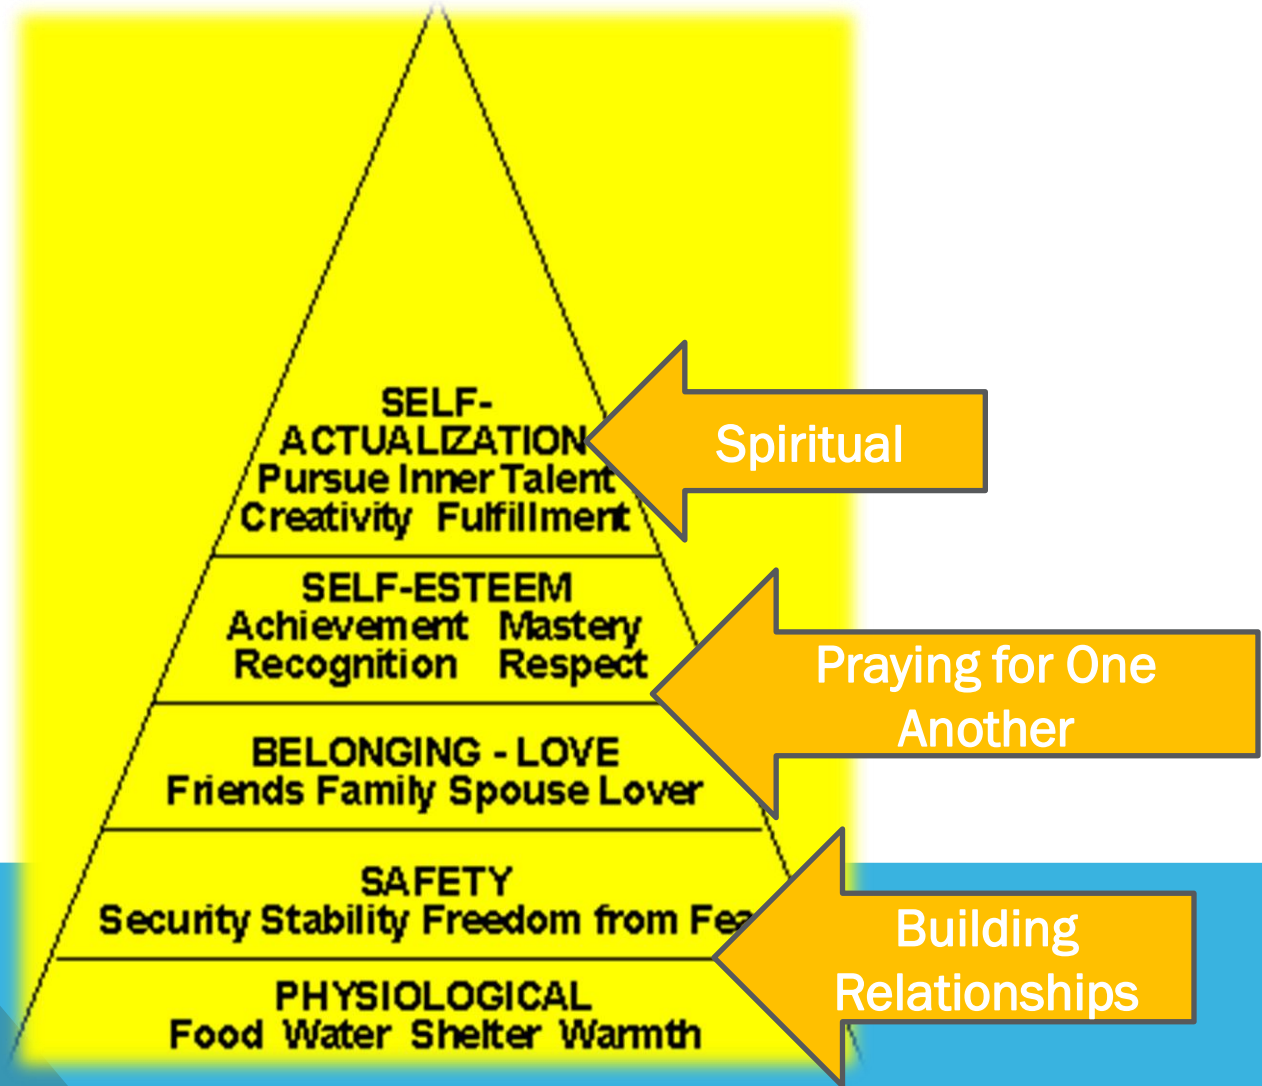 SELF-
ACTUALIZATION
Pursue Inner Talent
Creativity Fulfillment
Spiritual
SELF-ESTEEM
Achievement Mastery
Recognition Respect
Praying for One
Another
BELONGING - LOVE
Friends Family Spouse Lover
SAFETY
Security Stability Freedom from Fea
Building
Relationships
PHYSIOLOGICAL
Food Water Shelter Warmth